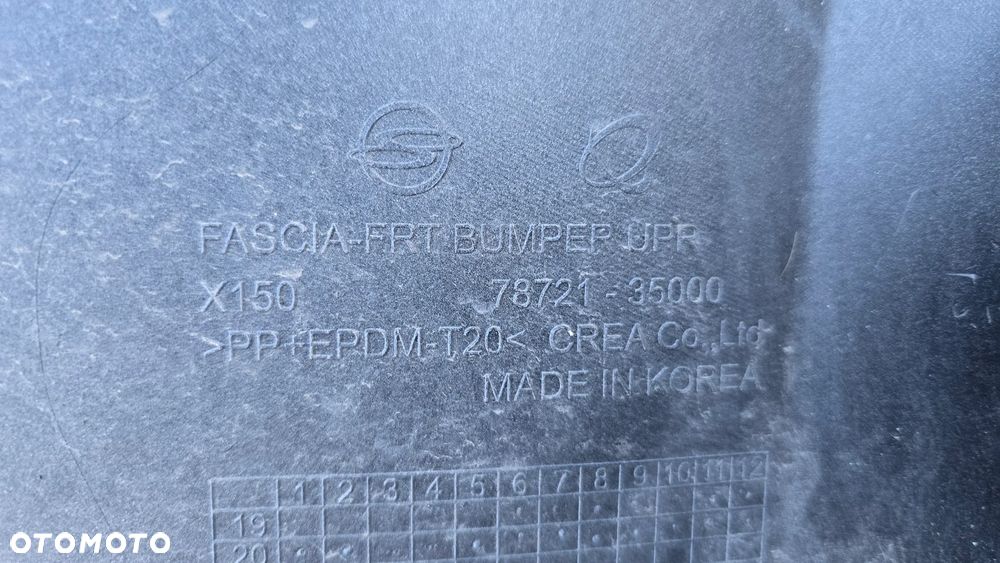 FASCIA-FRT BUMPER UPR
X150 78721-35000
>PP+EPDM-T20< CREA Co.,Ltd
MADE IN KOREA
1 2 3 4 5 6 7 8 9 10 11 12
19
20
OTOMOTO